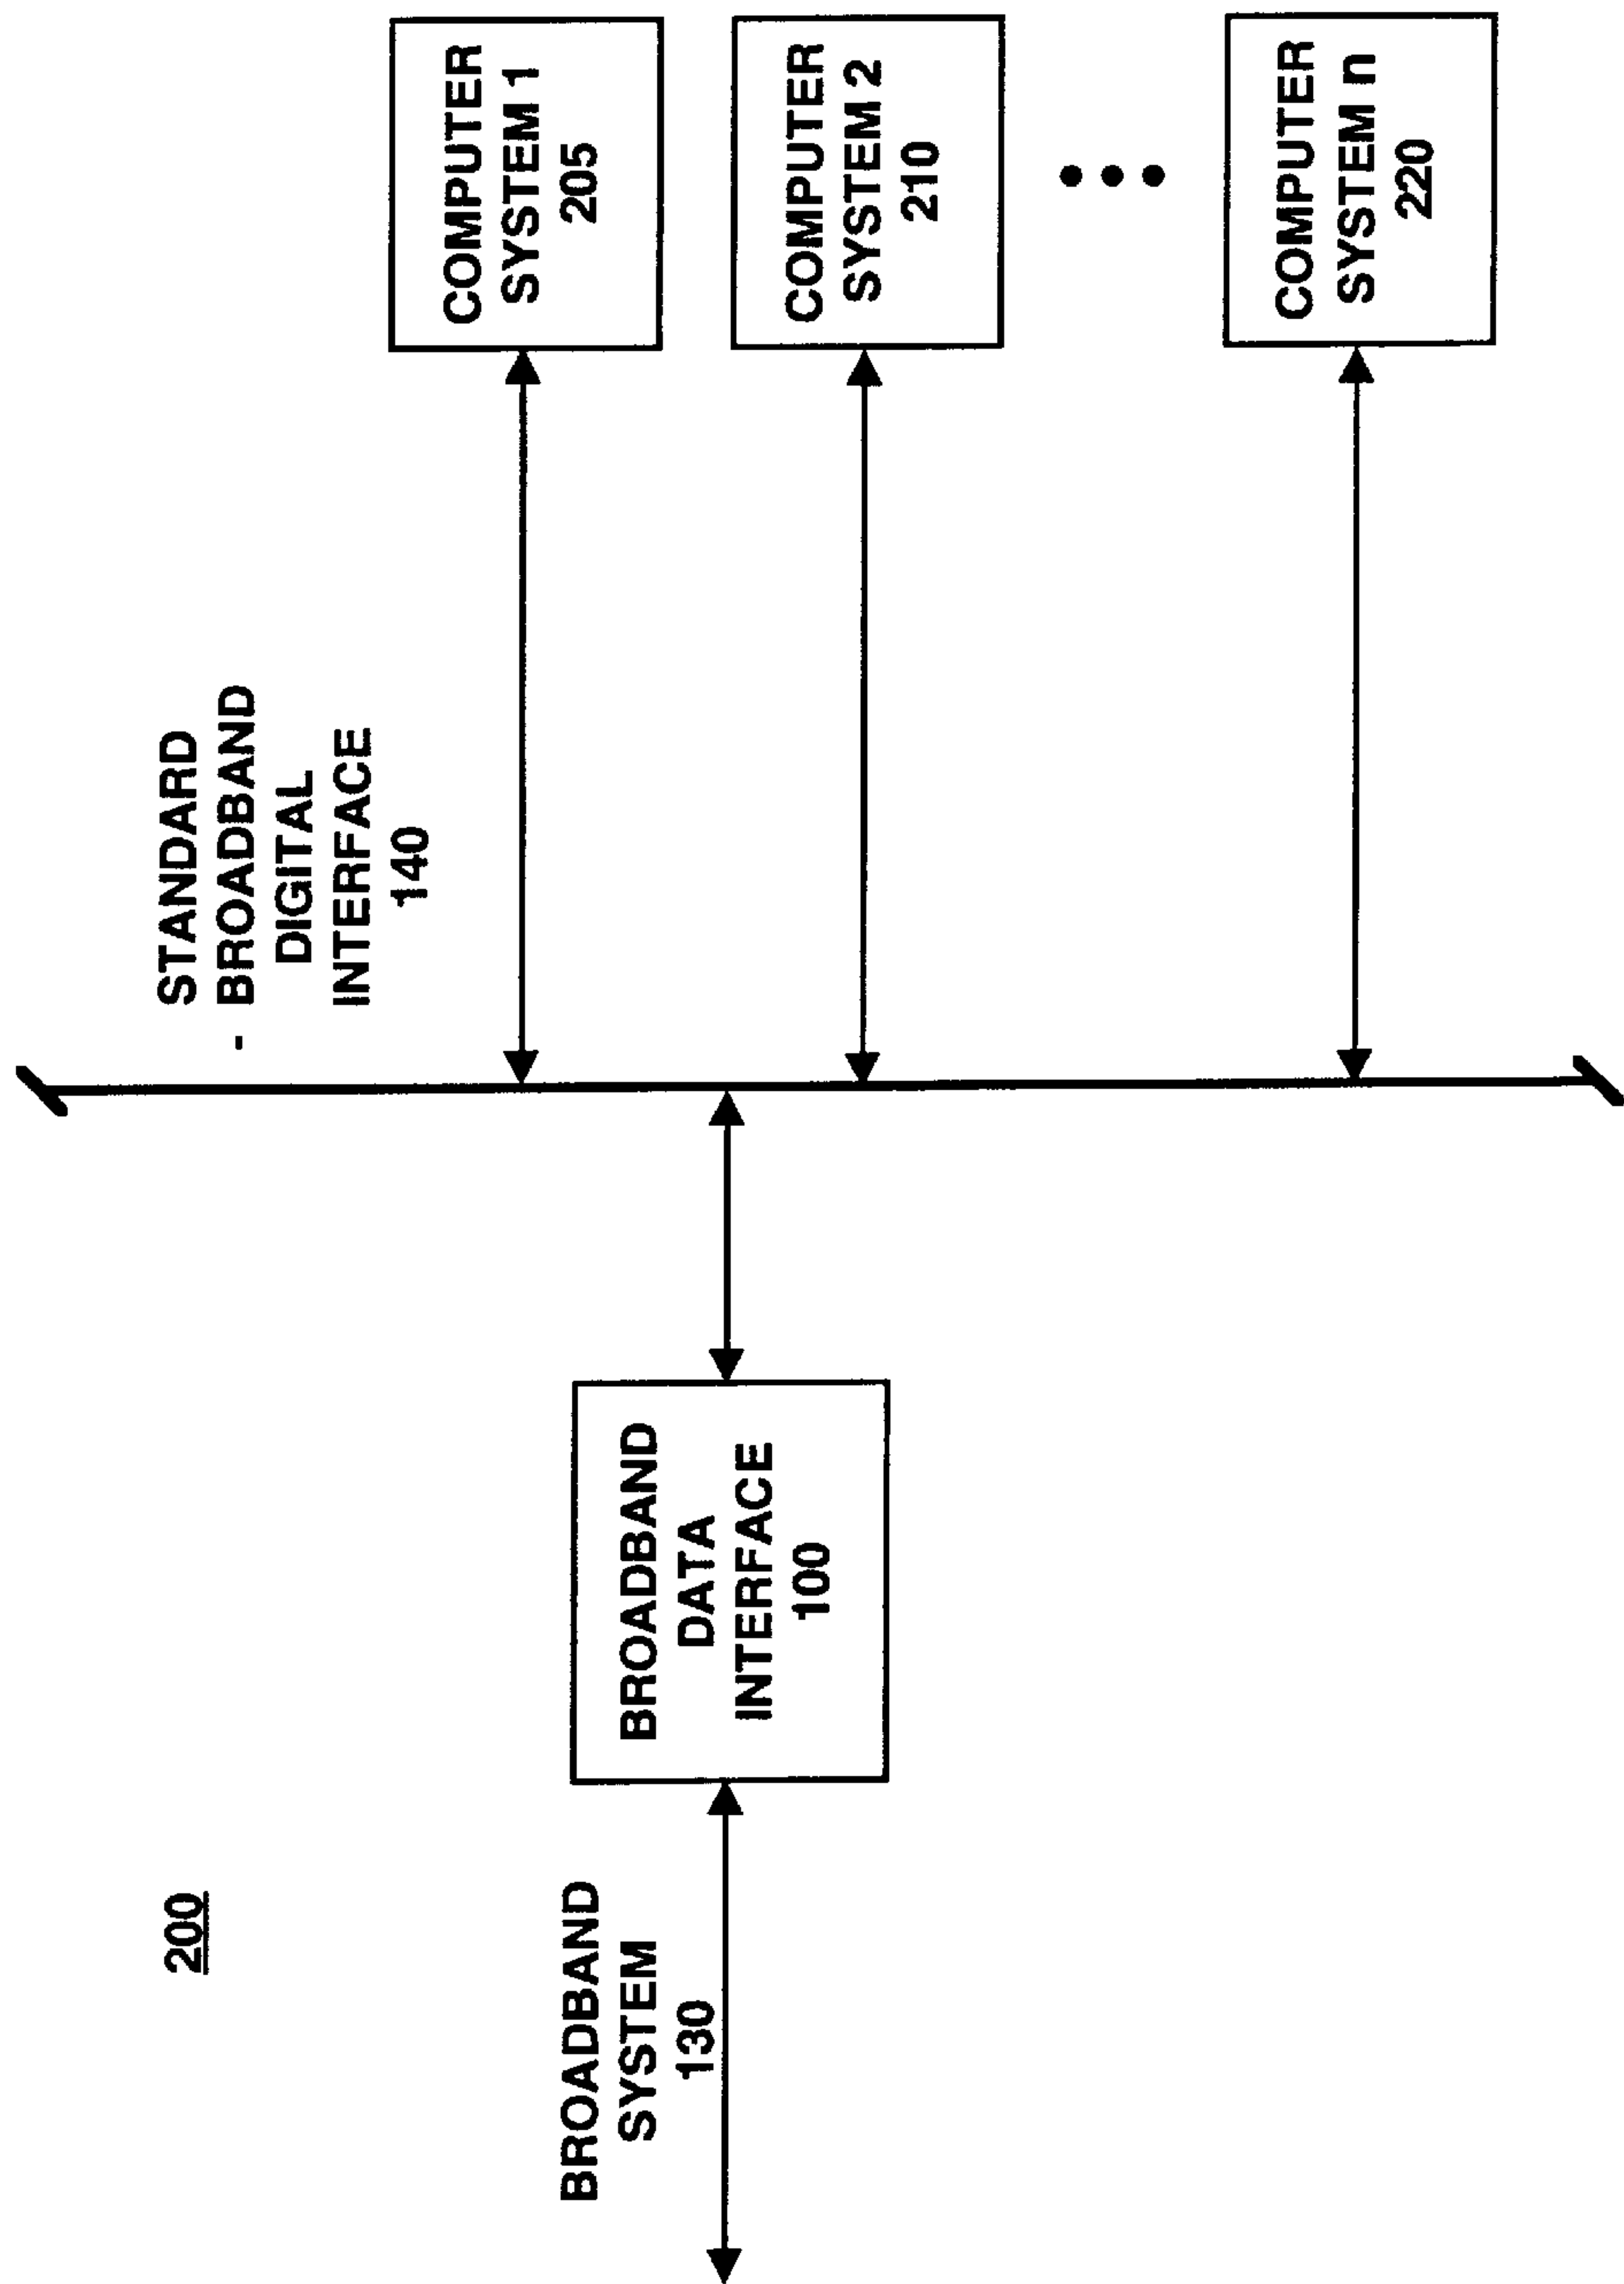 200
STANDARD
- BROADBAND
DIGITAL
INTERFACE
140
BROADBAND
SYSTEM
130
BROADBAND
DATA
INTERFACE
100
COMPUTER
SYSTEM 1
205
COMPUTER
SYSTEM 2
210
COMPUTER
SYSTEM n
220